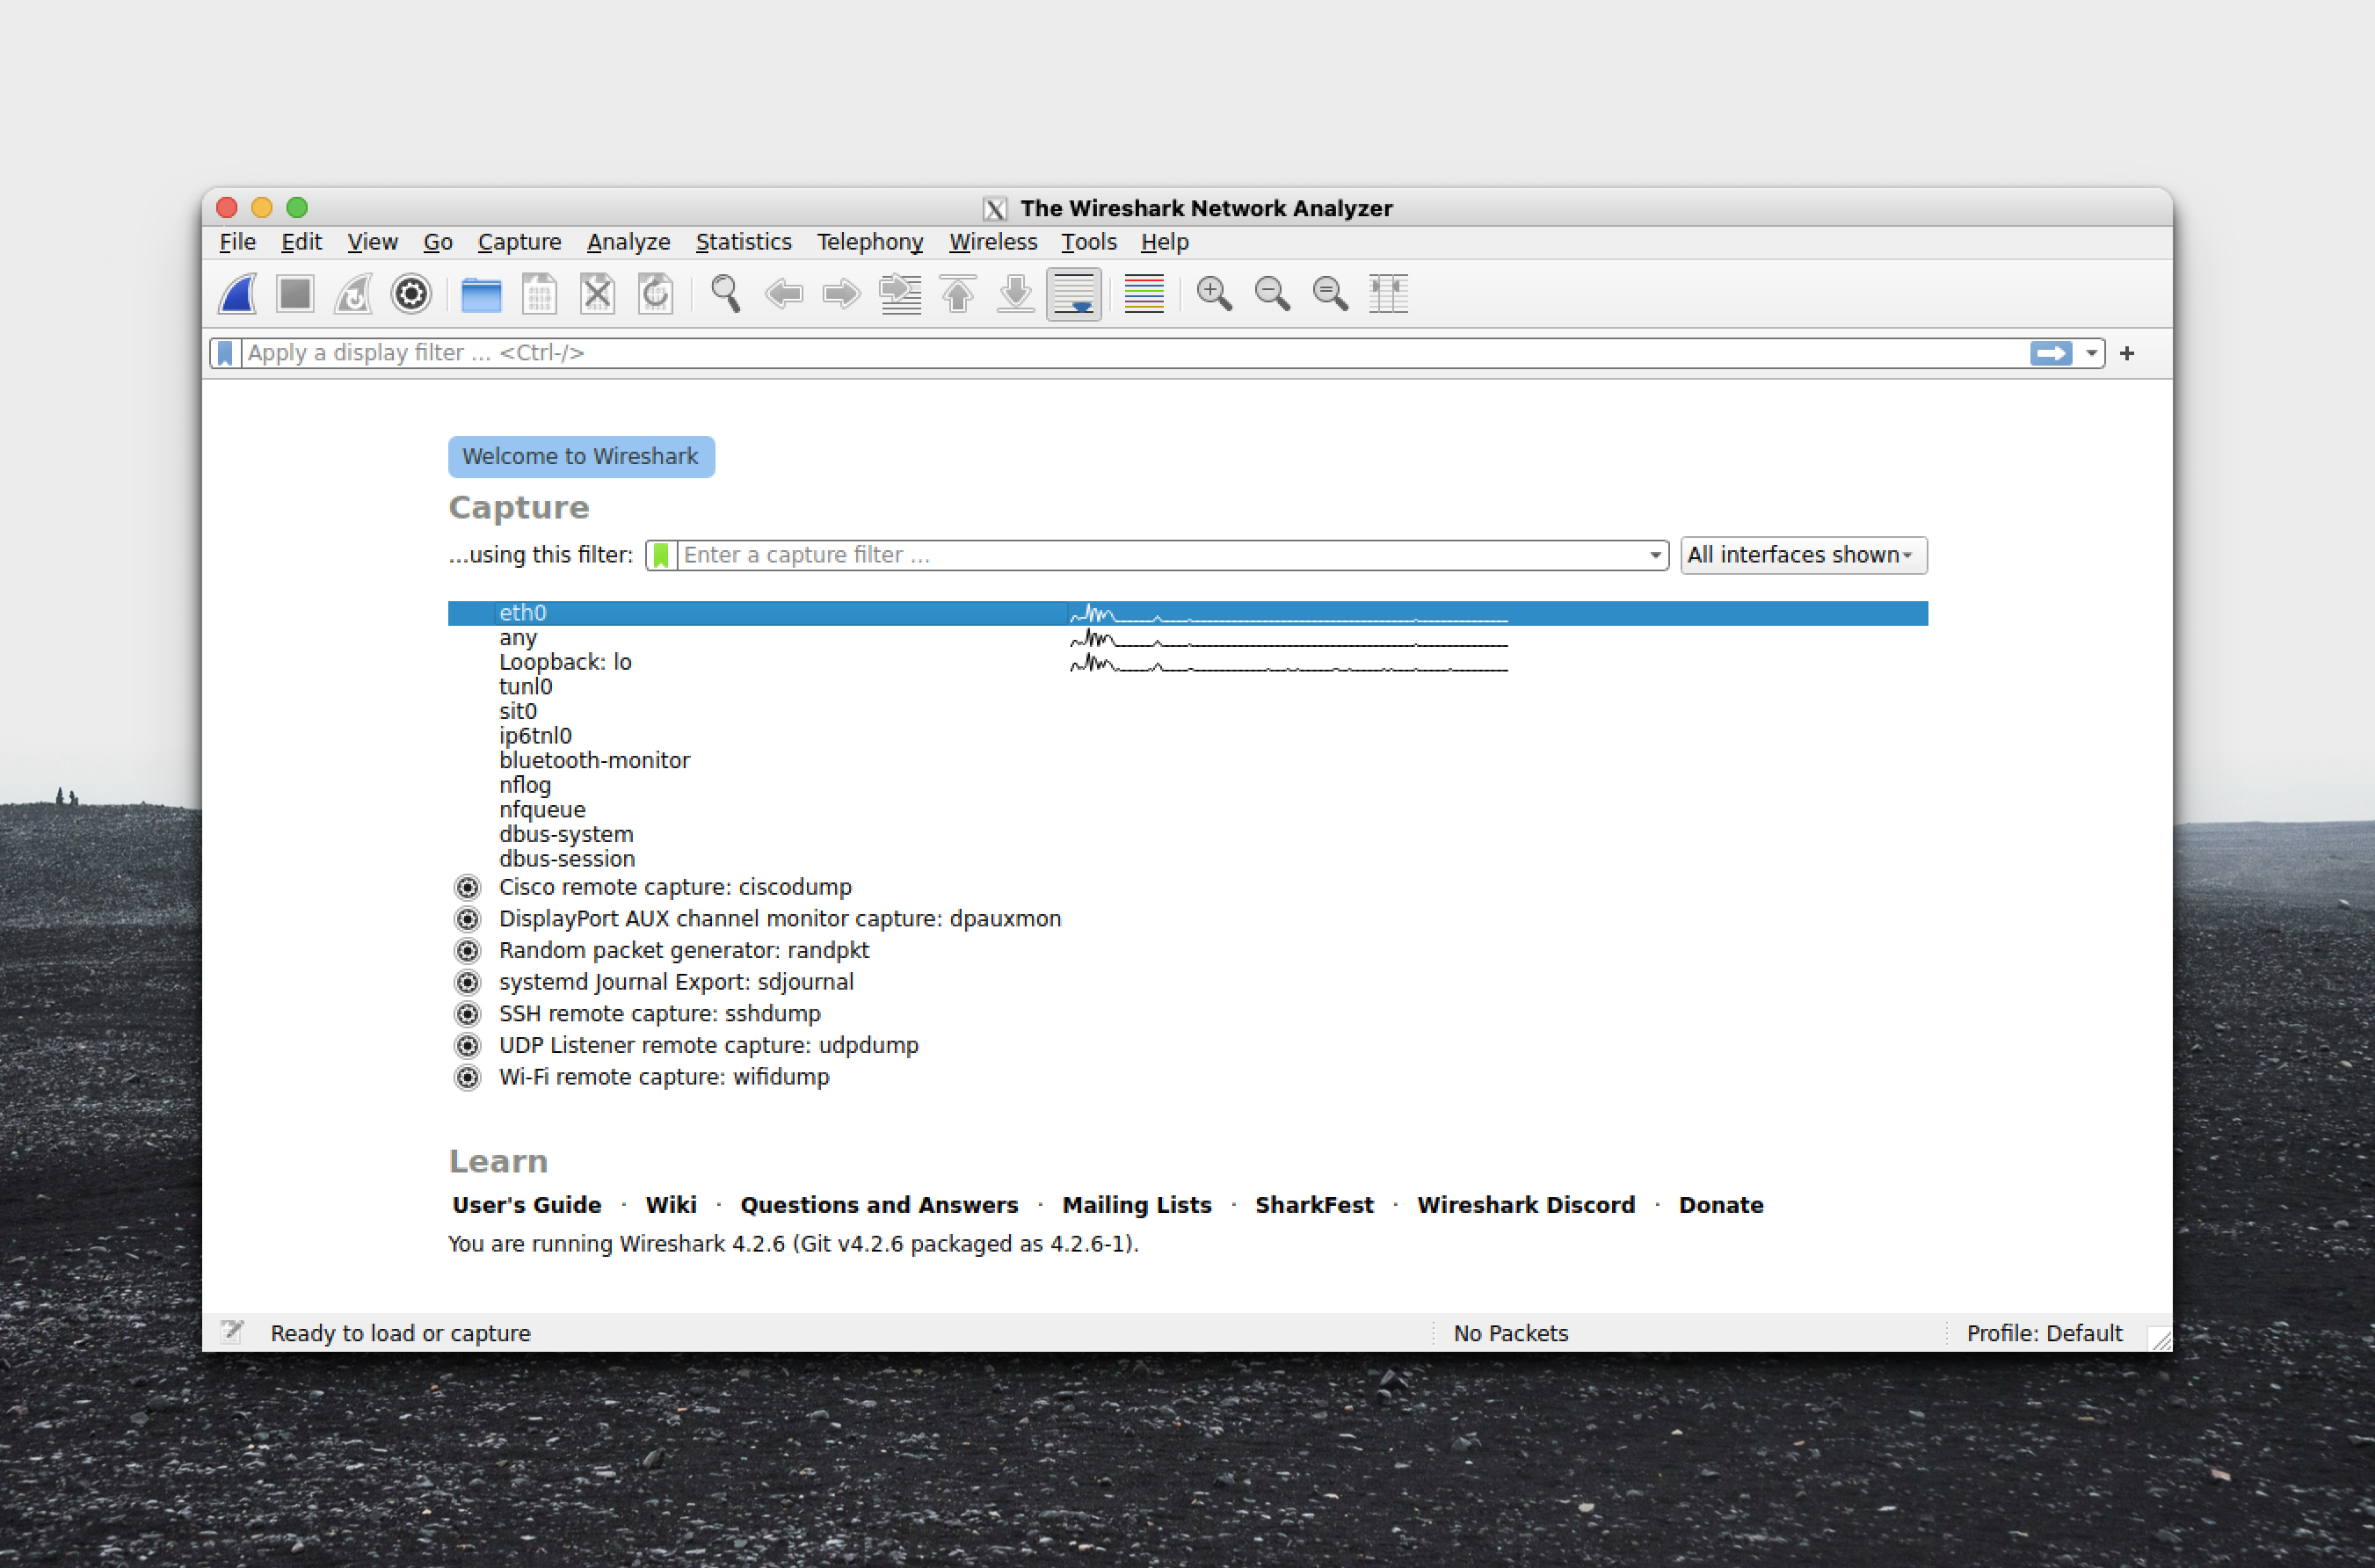 The Wireshark Network Analyzer
File Edit View Go Capture Analyze Statistics Telephony Wireless Tools Help
Apply a display filter … <Ctrl-/>
+
Welcome to Wireshark
Capture
…using this filter: Enter a capture filter … All interfaces shown
eth0
any
Loopback: lo
tunl0
sit0
ip6tnl0
bluetooth-monitor
nflog
nfqueue
dbus-system
dbus-session
Cisco remote capture: ciscodump
DisplayPort AUX channel monitor capture: dpauxmon
Random packet generator: randpkt
systemd Journal Export: sdjournal
SSH remote capture: sshdump
UDP Listener remote capture: udpdump
Wi-Fi remote capture: wifidump
Learn
User's Guide · Wiki · Questions and Answers · Mailing Lists · SharkFest · Wireshark Discord · Donate
You are running Wireshark 4.2.6 (Git v4.2.6 packaged as 4.2.6-1).
Ready to load or capture No Packets Profile: Default